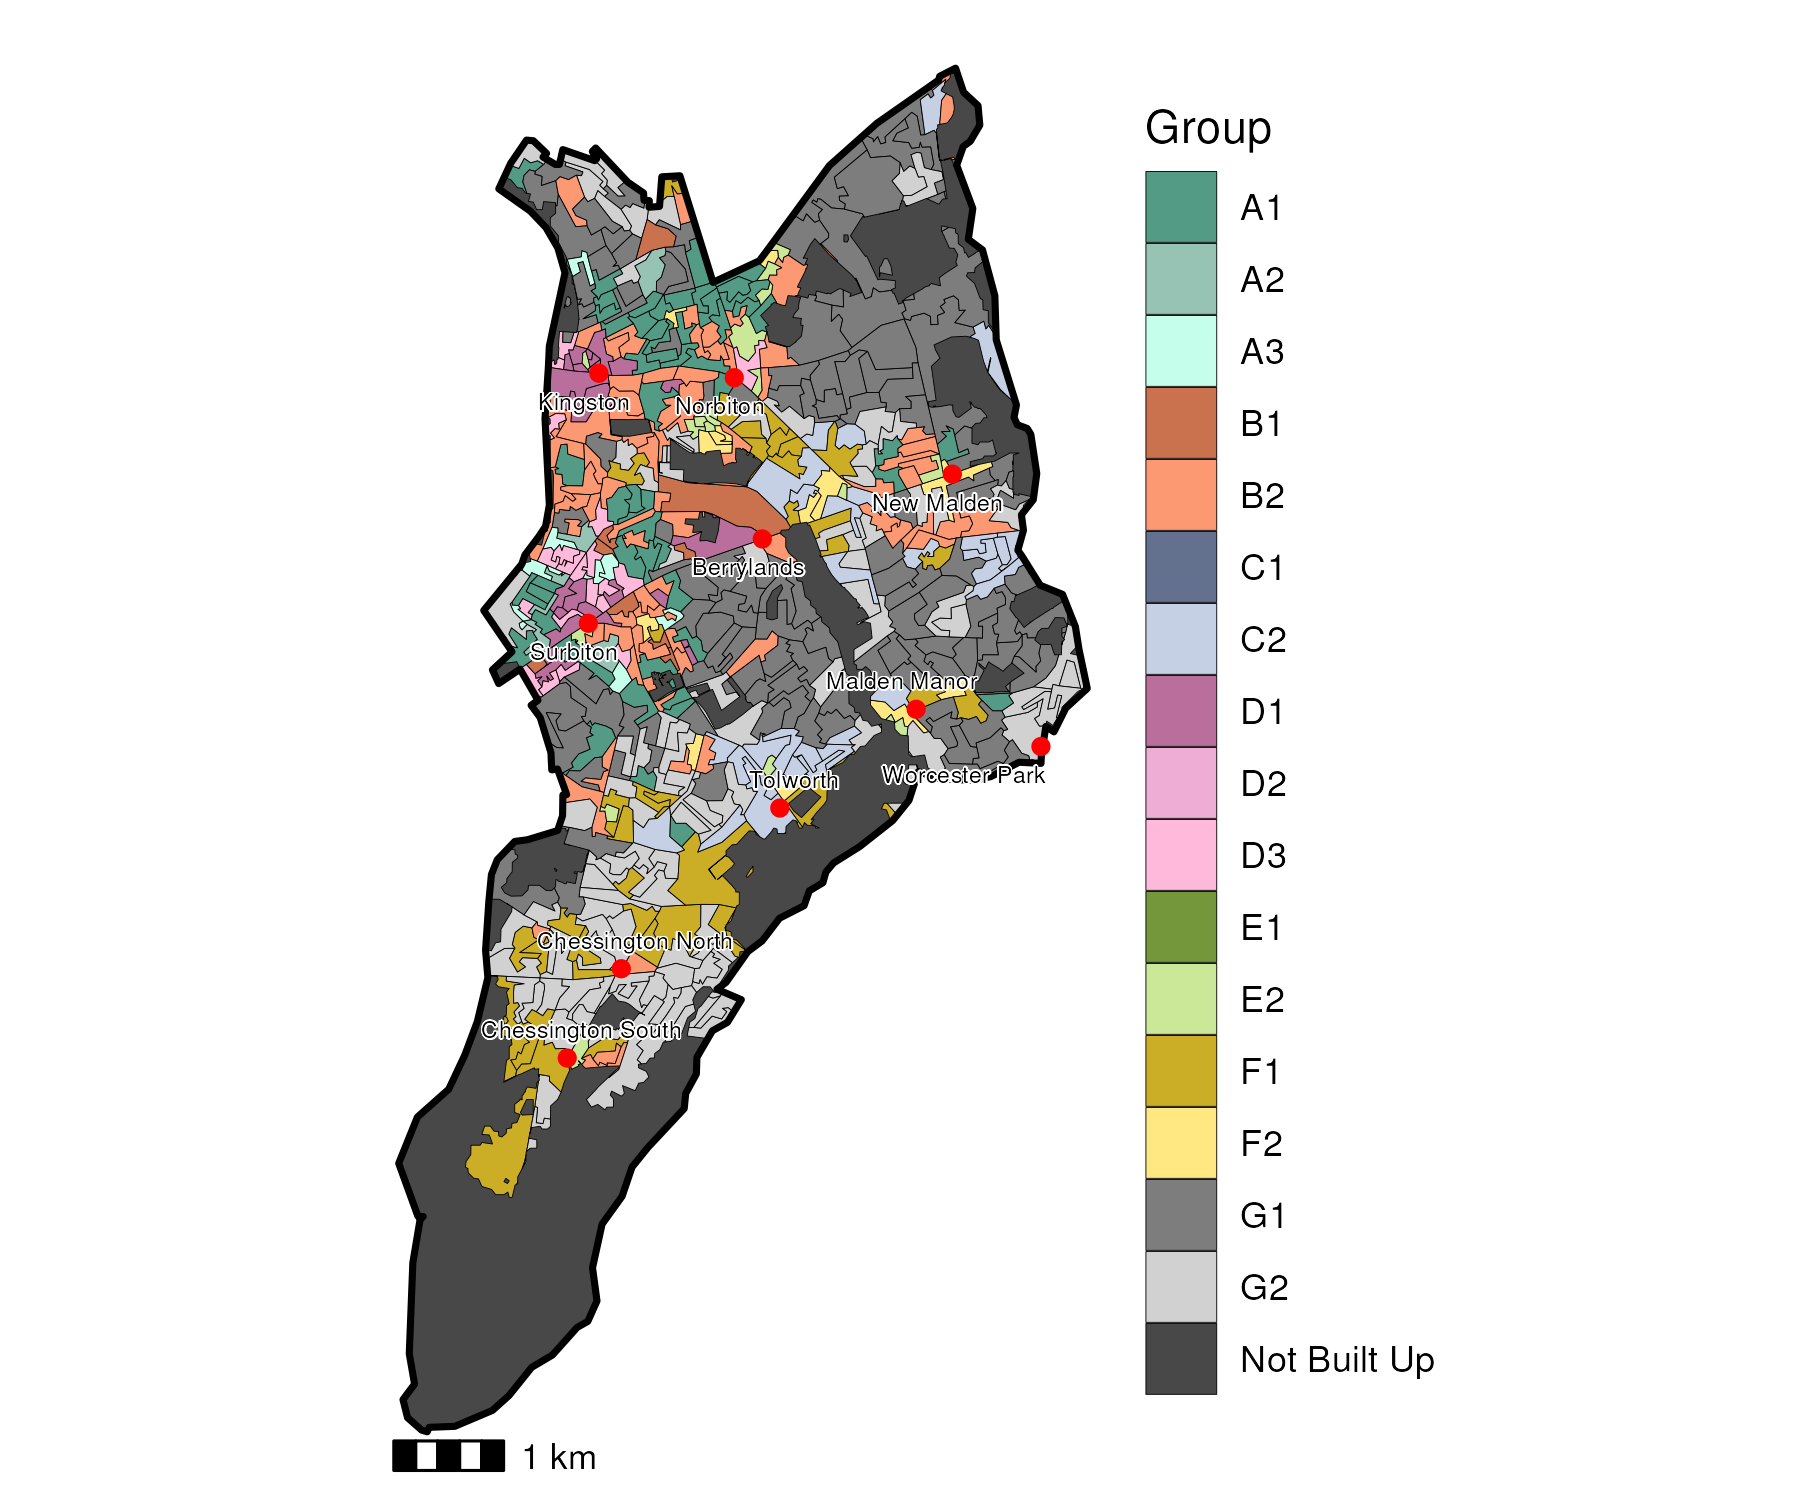 Group
A1
A2
A3
B1
B2
C1
C2
D1
D2
D3
E1
E2
F1
F2
G1
G2
Not Built Up
Kingston
Norbiton
New Malden
Berrylands
Surbiton
Malden Manor
Tolworth
Worcester Park
Chessington North
Chessington South
1 km